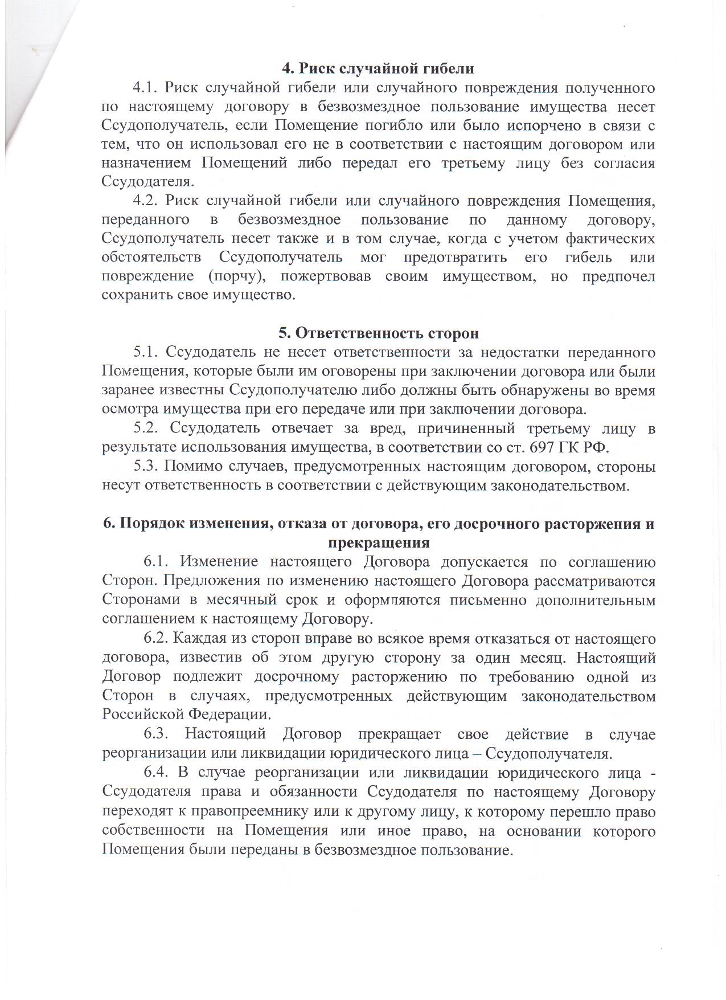 4. Риск случайной гибели
4.1. Риск случайной гибели или случайного повреждения полученного
по настоящему договору в безвозмездное пользование имущества несет
Ссудополучатель, если Помещение погибло или было испорчено в связи с
тем, что он использовал его не в соответствии с настоящим договором или
назначением Помещений либо передал его третьему лицу без согласия
Ссудодателя.
4.2. Риск случайной гибели или случайного повреждения Помещения,
переданного в безвозмездное пользование по данному договору,
Ссудополучатель несет также и в том случае, когда с учетом фактических
обстоятельств Ссудополучатель мог предотвратить его гибель или
повреждение (порчу), пожертвовав своим имуществом, но предпочел
сохранить свое имущество.
5. Ответственность сторон
5.1. Ссудодатель не несет ответственности за недостатки переданного
Помещения, которые были им оговорены при заключении договора или были
заранее известны Ссудополучателю либо должны быть обнаружены во время
осмотра имущества при его передаче или при заключении договора.
5.2. Ссудодатель отвечает за вред, причиненный третьему лицу в
результате использования имущества, в соответствии со ст. 697 ГК РФ.
5.3. Помимо случаев, предусмотренных настоящим договором, стороны
несут ответственность в соответствии с действующим законодательством.
6. Порядок изменения, отказа от договора, его досрочного расторжения и
прекращения
6.1. Изменение настоящего Договора допускается по соглашению
Сторон. Предложения по изменению настоящего Договора рассматриваются
Сторонами в месячный срок и оформляются письменно дополнительным
соглашением к настоящему Договору.
6.2. Каждая из сторон вправе во всякое время отказаться от настоящего
договора, известив об этом другую сторону за один месяц. Настоящий
Договор подлежит досрочному расторжению по требованию одной из
Сторон в случаях, предусмотренных действующим законодательством
Российской Федерации.
6.3. Настоящий Договор прекращает свое действие в случае
реорганизации или ликвидации юридического лица – Ссудополучателя.
6.4. В случае реорганизации или ликвидации юридического лица -
Ссудодателя права и обязанности Ссудодателя по настоящему Договору
переходят к правопреемнику или к другому лицу, к которому перешло право
собственности на Помещения или иное право, на основании которого
Помещения были переданы в безвозмездное пользование.